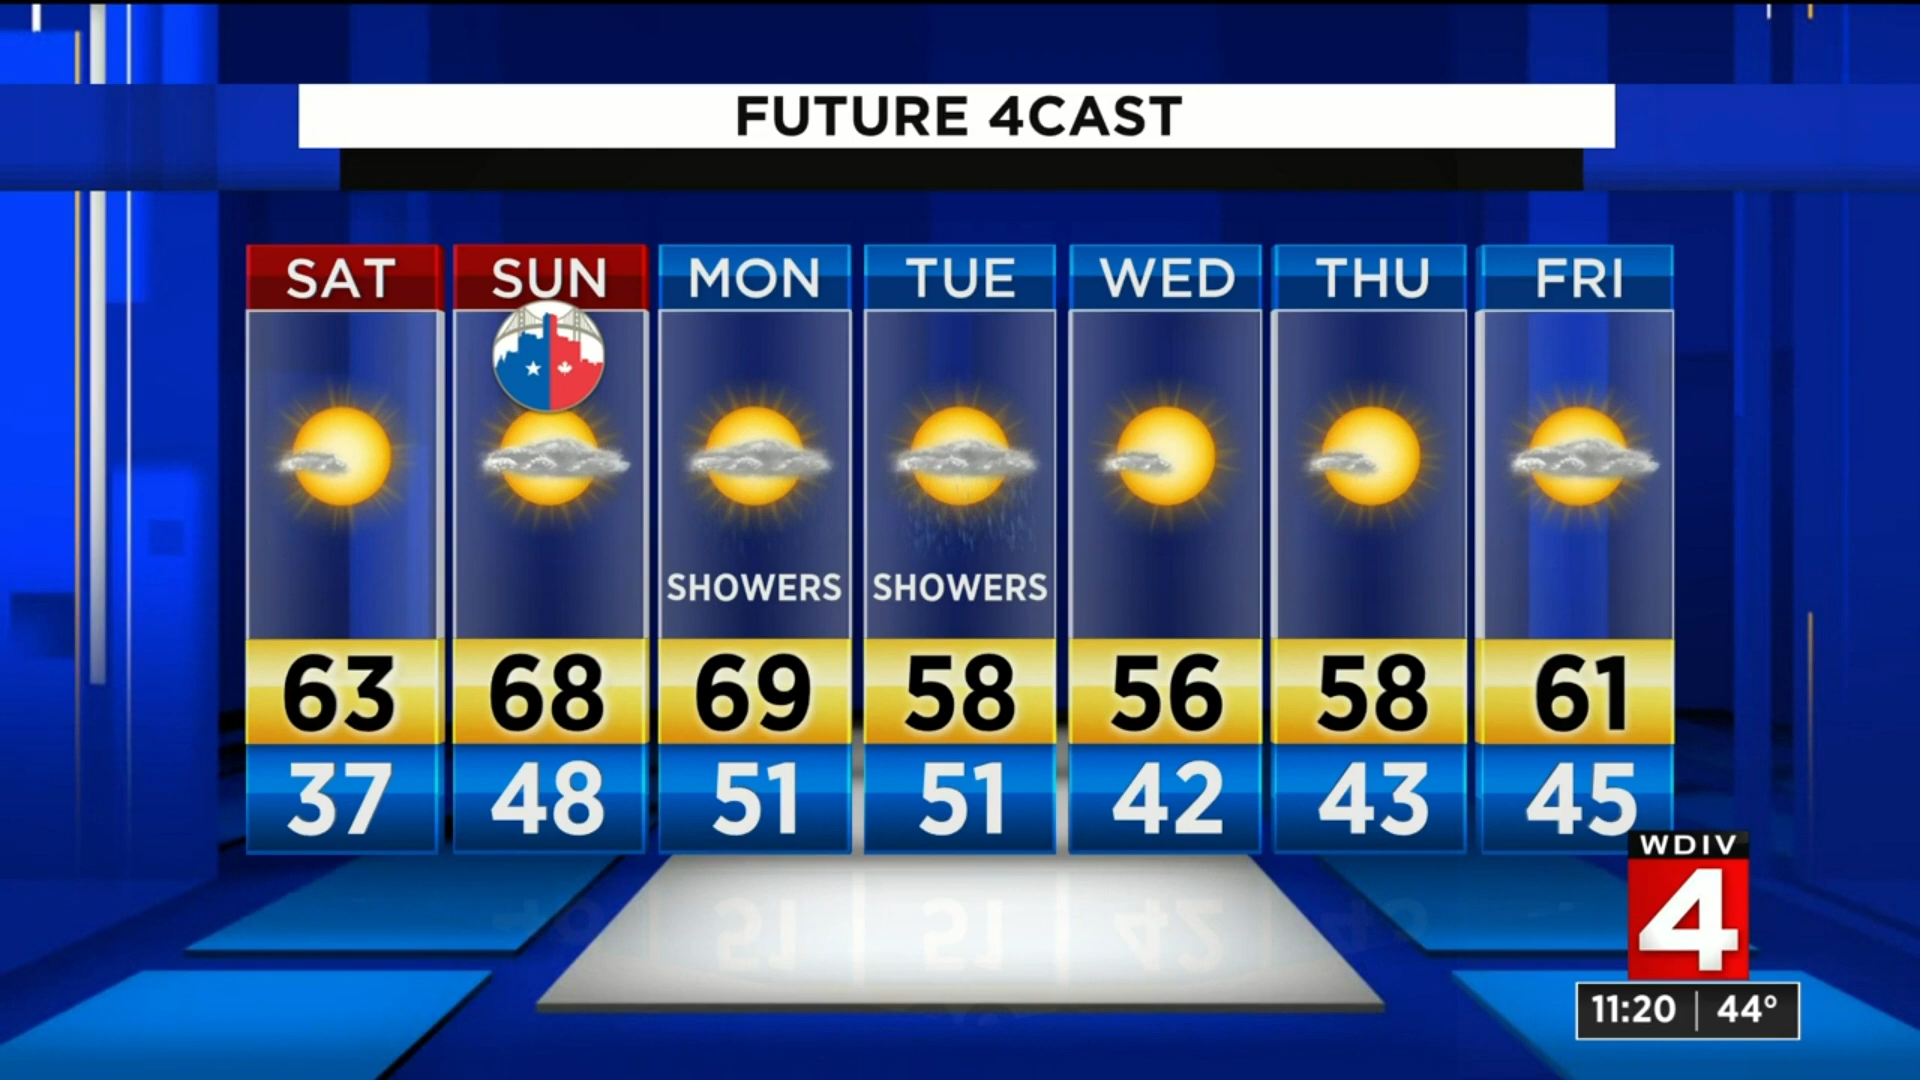 FUTURE 4CAST
SAT SUN MON TUE WED THU FRI
SHOWERS SHOWERS
63 68 69 58 56 58 61
37 48 51 51 42 43 45
WDIV
4
11:20 44°